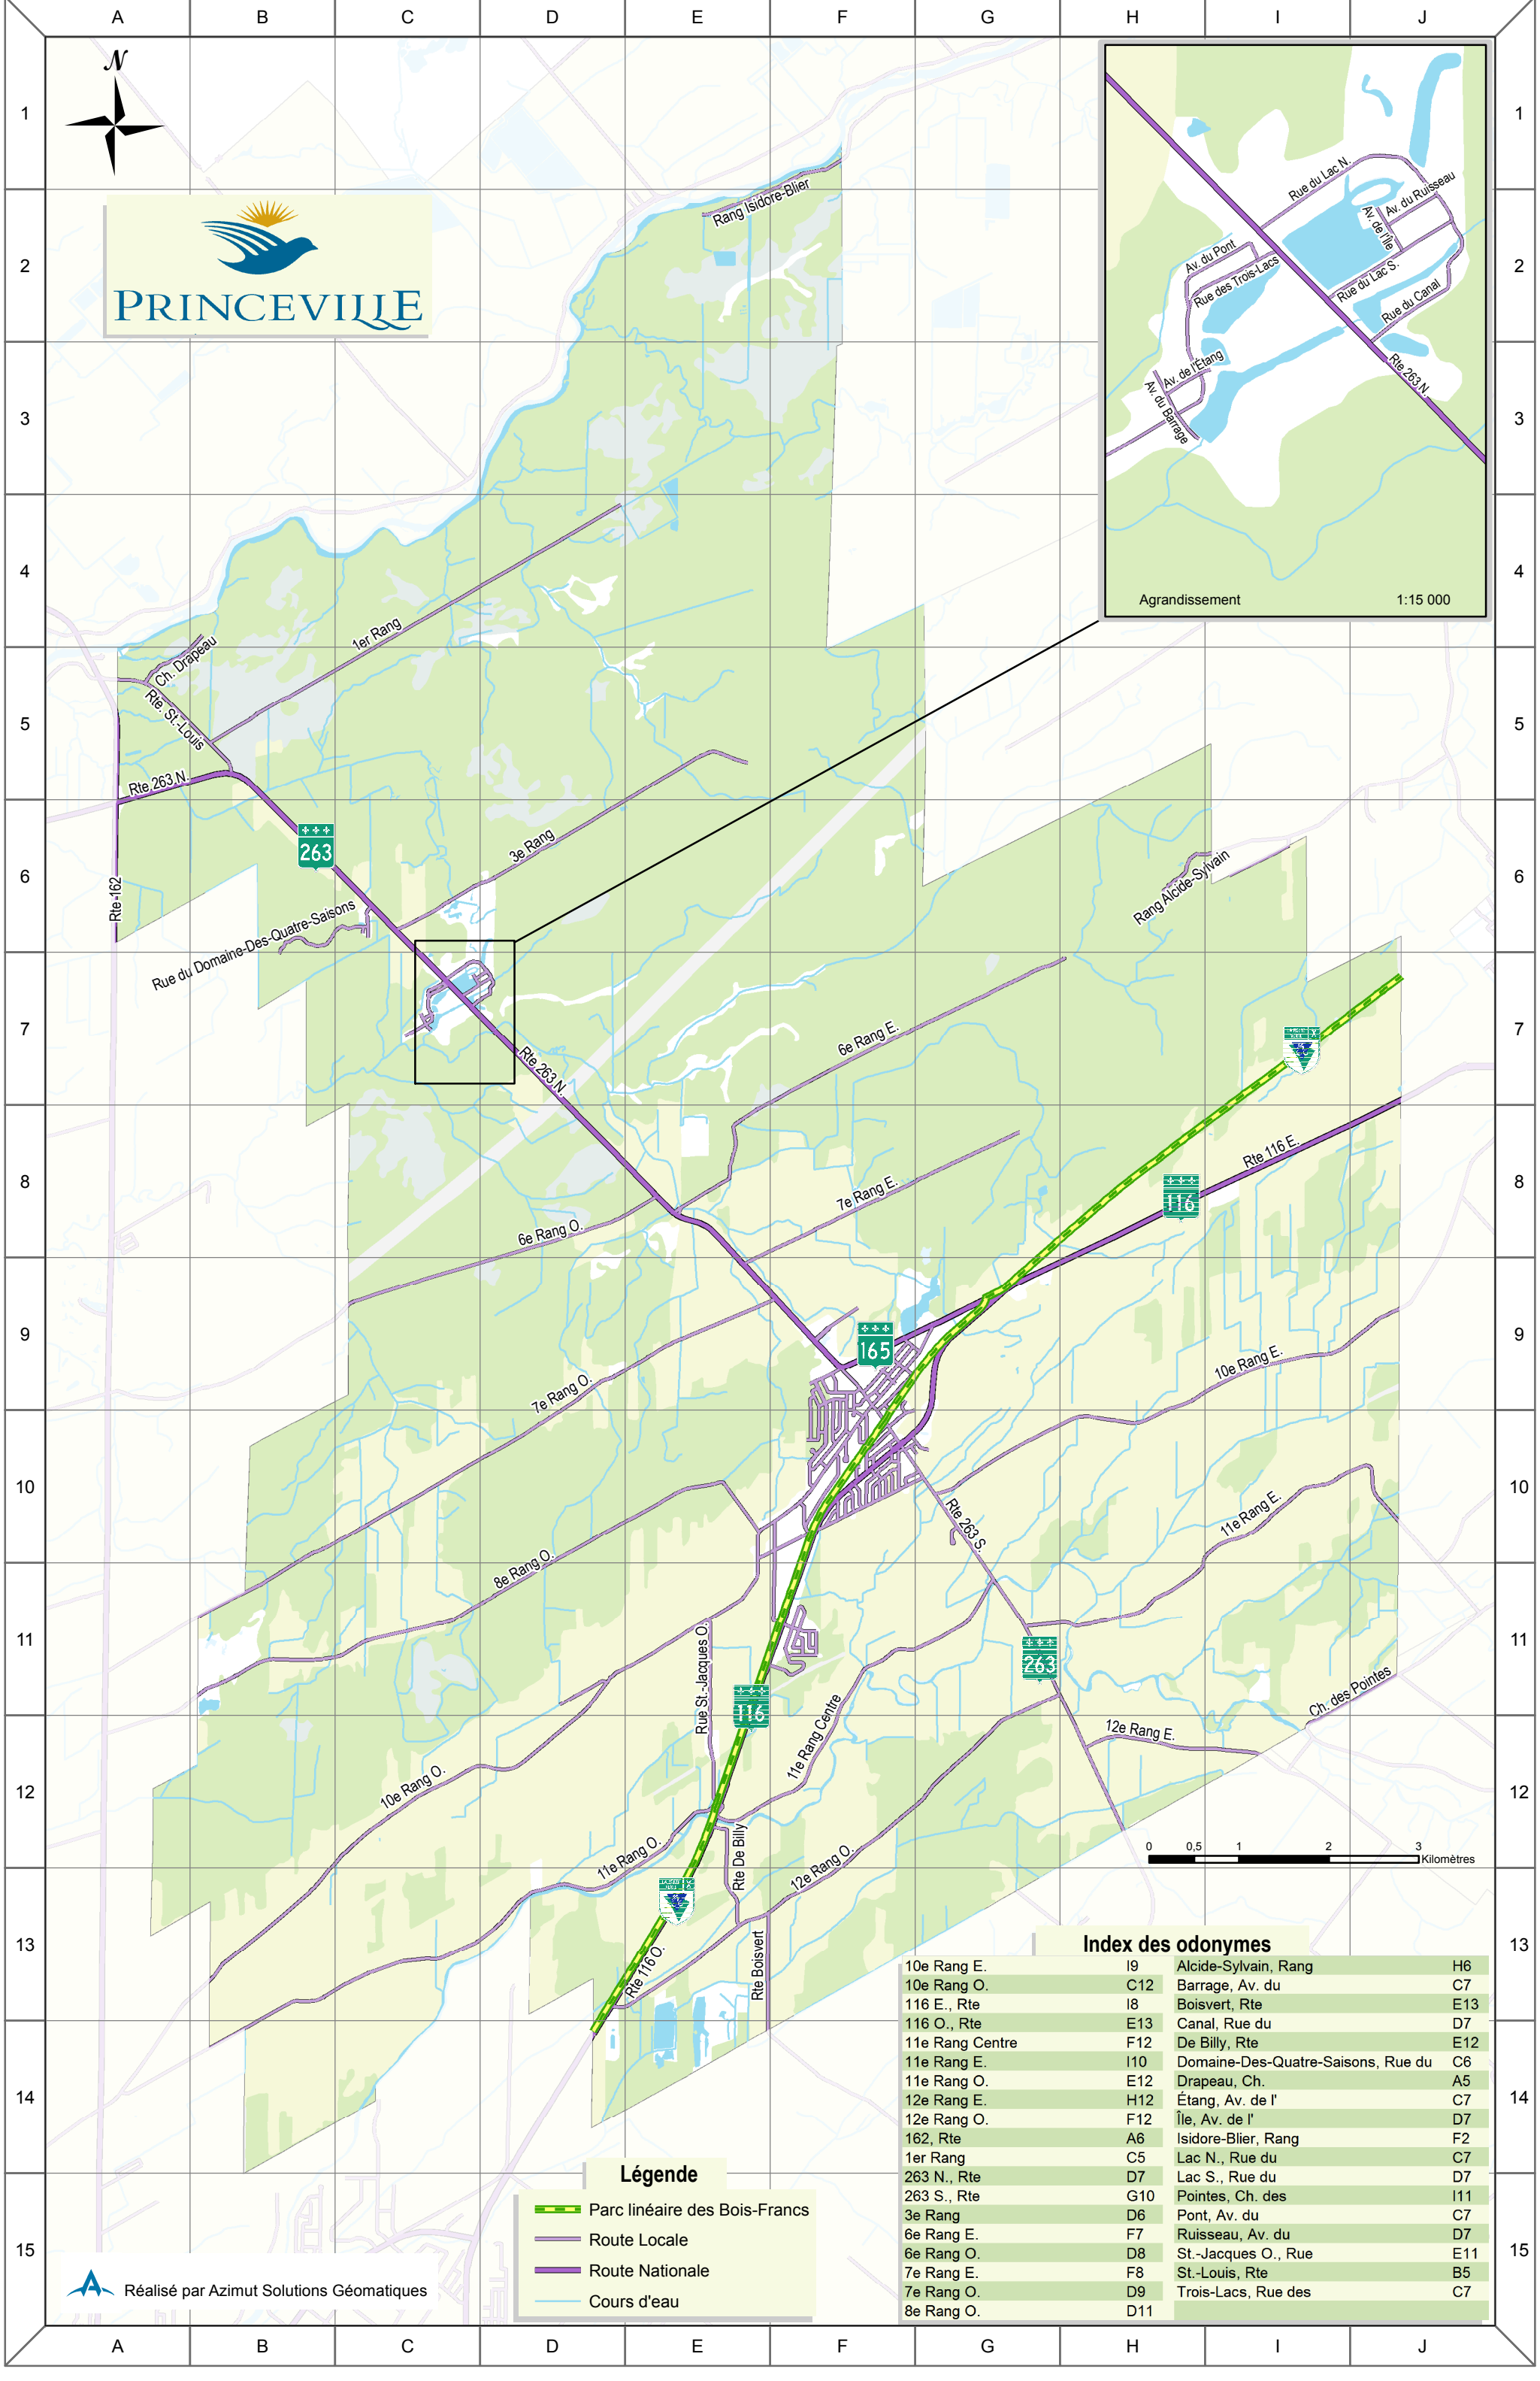 A B C D E F G H I J
N
1 1
Rue du Lac N.
Av. du Ruisseau
Av. de l'Île
Rang Isidore-Blier
Av. du Pont
Rue des Trois-Lacs
2 2
Rue du Lac S.
Rue du Canal
PRINCEVILLE
Av. de l'Étang
Rte 263 N.
Av. du Barrage
3 3
4 4
Agrandissement 1:15 000
1er Rang
Ch. Drapeau
Rte. St.-Louis
5 5
Rte 263 N.
263
3e Rang
6 6
Rte 162
Rang Alcide-Sylvain
Rue du Domaine-Des-Quatre-Saisons
7 7
6e Rang E.
Rte 263 N.
Rte 116 E.
8 8
116
7e Rang E.
6e Rang O.
9 9
165
10e Rang E.
7e Rang O.
10 10
11e Rang E.
Rte 263 S.
8e Rang O.
11 11
263
Rue St.-Jacques O.
Ch. des Pointes
116
11e Rang Centre
12e Rang E.
12 12
10e Rang O.
0 0,5 1 2 3
Kilomètres
11e Rang O.
Rte De Billy
12e Rang O.
13 13
Rte 116 O.
Rte Boisvert
Index des odonymes
10e Rang E. I9
10e Rang O. C12
116 E., Rte I8
116 O., Rte E13
11e Rang Centre F12
11e Rang E. I10
11e Rang O. E12
12e Rang E. H12
12e Rang O. F12
162, Rte A6
1er Rang C5
263 N., Rte D7
263 S., Rte G10
3e Rang D6
6e Rang E. F7
6e Rang O. D8
7e Rang E. F8
7e Rang O. D9
8e Rang O. D11
Alcide-Sylvain, Rang H6
Barrage, Av. du C7
Boisvert, Rte E13
Canal, Rue du D7
De Billy, Rte E12
Domaine-Des-Quatre-Saisons, Rue du C6
Drapeau, Ch. A5
Étang, Av. de l' C7
Île, Av. de l' D7
Isidore-Blier, Rang F2
Lac N., Rue du C7
Lac S., Rue du D7
Pointes, Ch. des I11
Pont, Av. du C7
Ruisseau, Av. du D7
St.-Jacques O., Rue E11
St.-Louis, Rte B5
Trois-Lacs, Rue des C7
14 14
Légende
Parc linéaire des Bois-Francs
Route Locale
Route Nationale
Cours d'eau
15 15
Réalisé par Azimut Solutions Géomatiques
A B C D E F G H I J